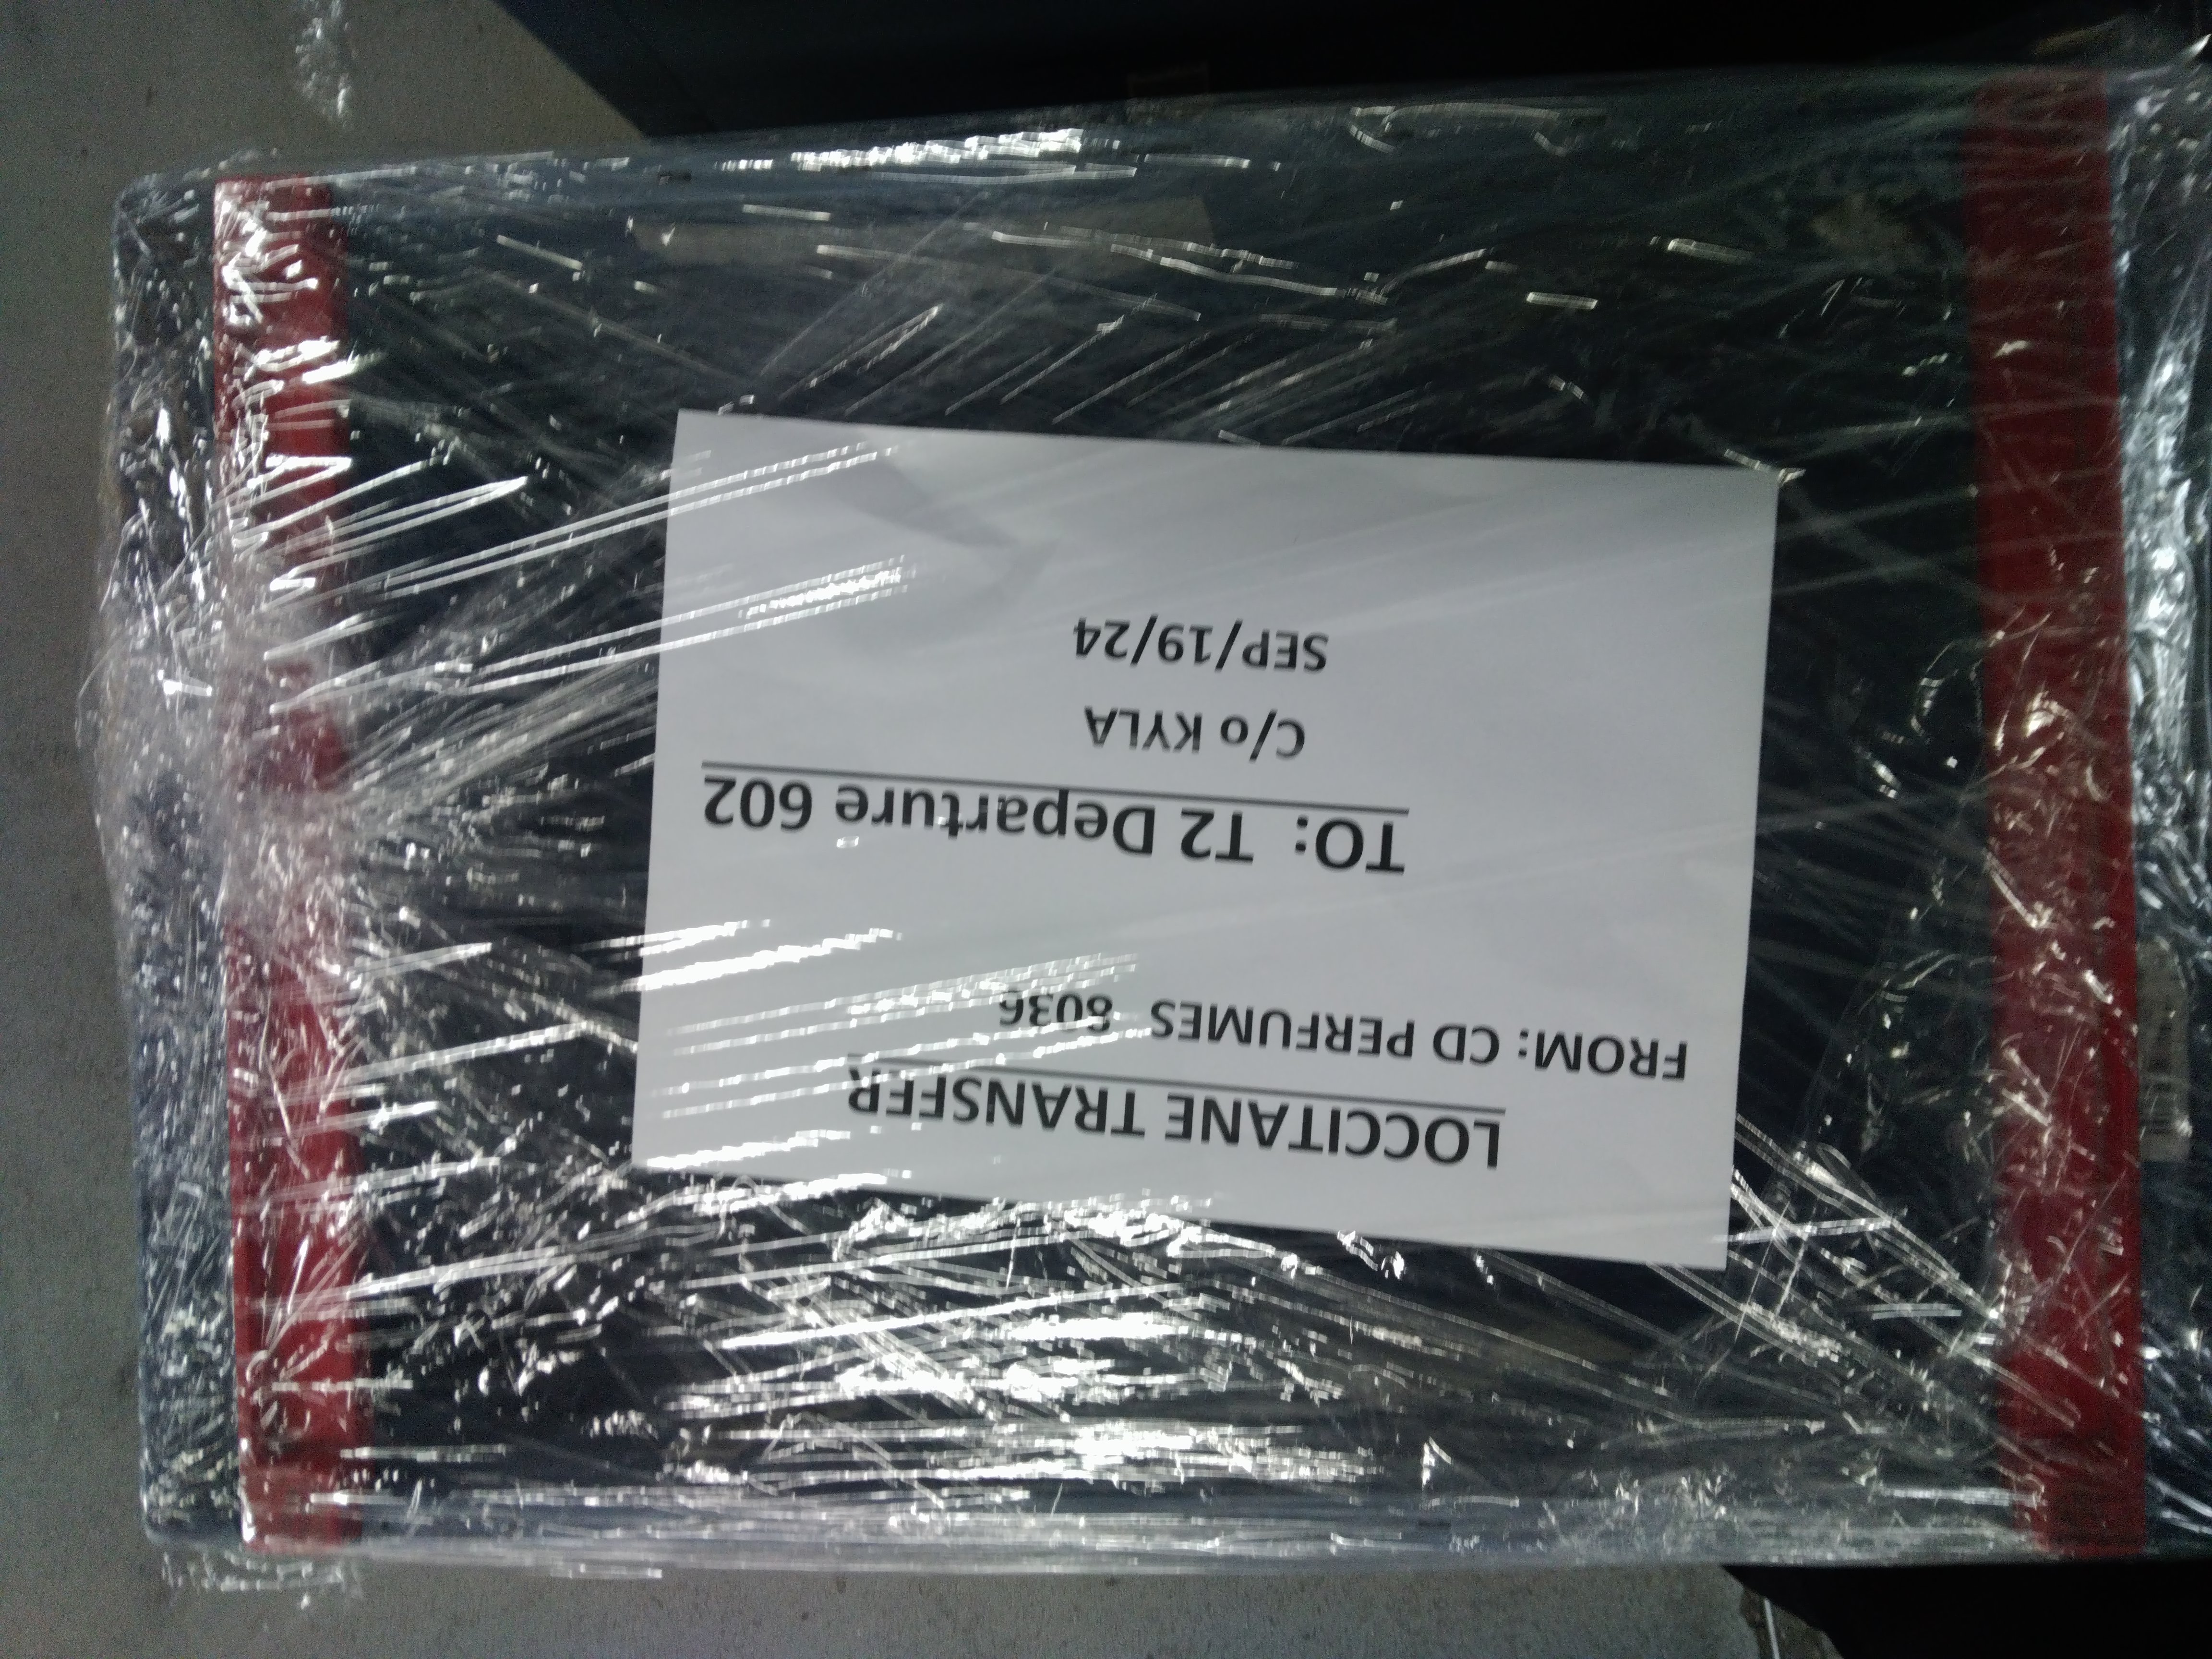 LOCCITANE TRANSFER
FROM: CD PERFUMES 8036
TO: T2 Departure 602
C/o KYLA
SEP/19/24